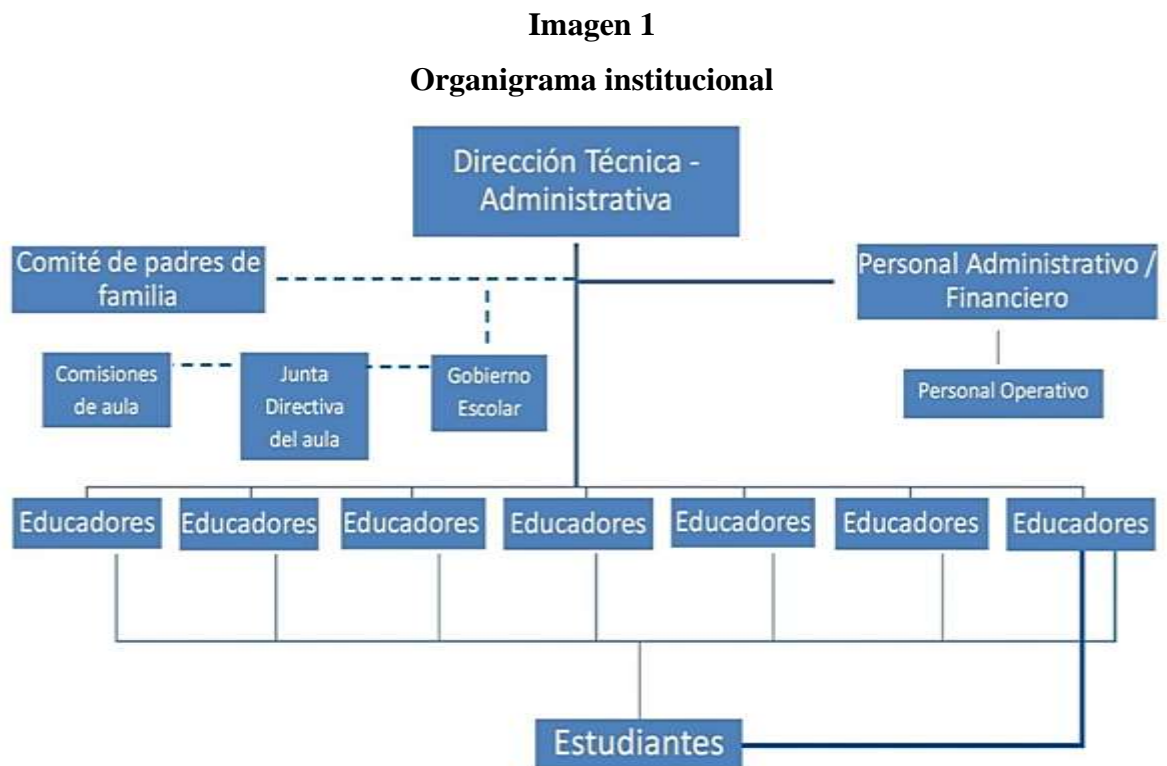 Imagen 1
Organigrama institucional
Dirección Técnica -
Administrativa
Comité de padres de
familia
Personal Administrativo /
Financiero
Comisiones
de aula
Junta
Directiva
del aula
Gobierno
Escolar
Personal Operativo
Educadores
Educadores
Educadores
Educadores
Educadores
Educadores
Educadores
Estudiantes